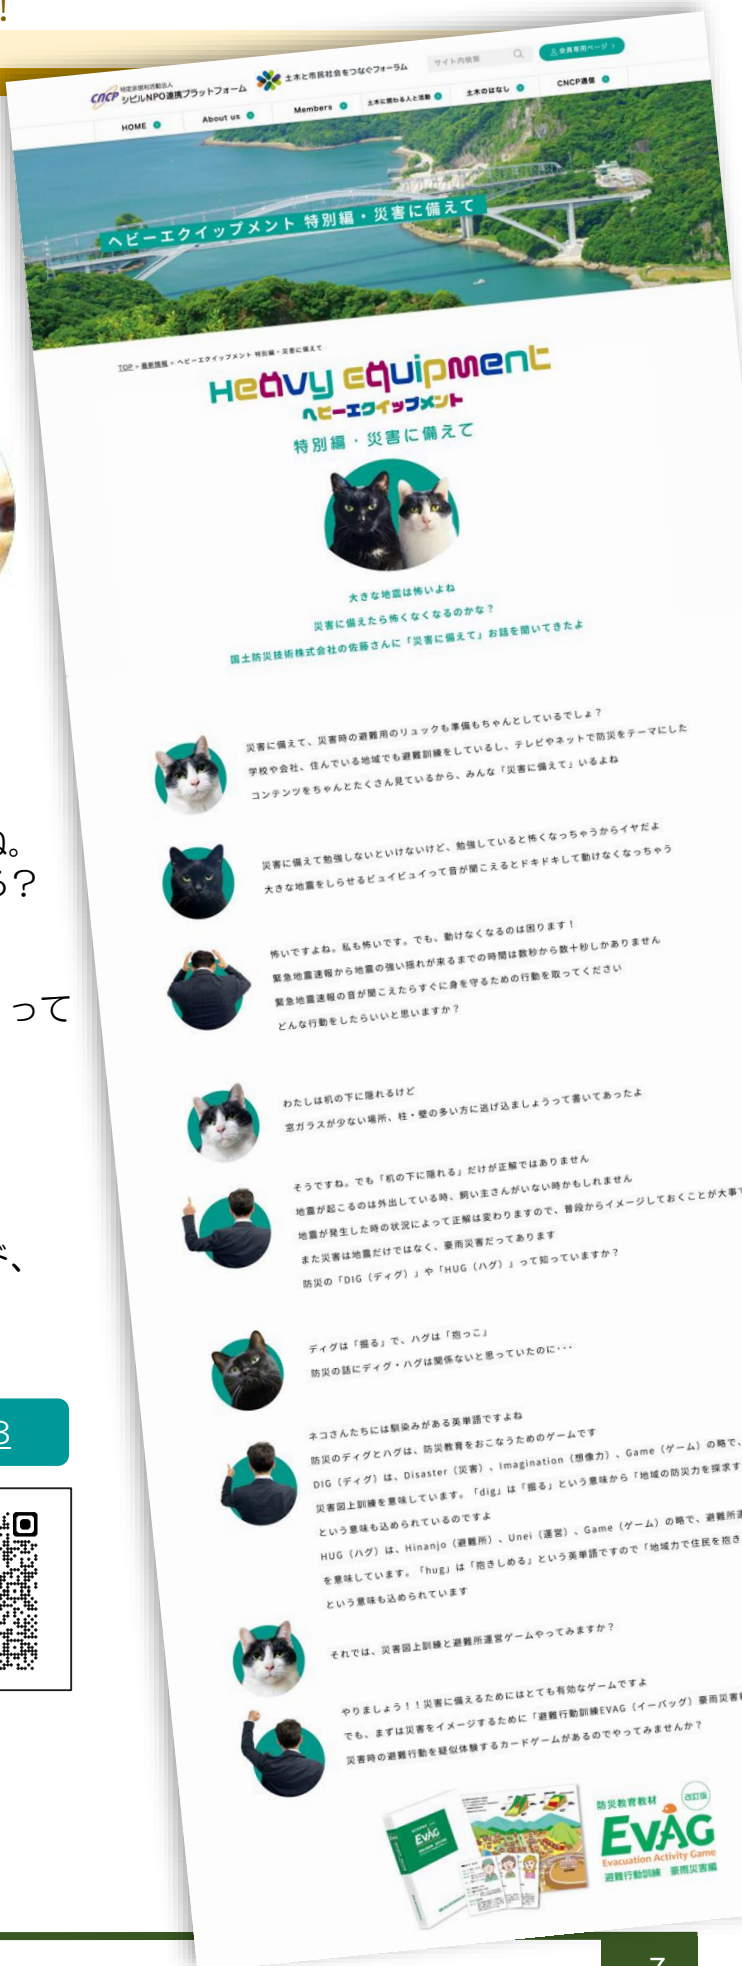 !
特定非営利活動法人
CNCP シビルNPO連携プラットフォーム
土木と市民社会をつなぐフォーラム
サイト内検索
会員専用ページ
HOME
About us
Members
土木に関わる人と活動
土木のはなし
CNCP通信
ヘビーエクイップメント 特別編・災害に備えて
TOP > 最新情報 > ヘビーエクイップメント 特別編・災害に備えて
Heavy Equipment
ヘビーエクイップメント
特別編・災害に備えて
大きな地震は怖いよね
災害に備えたら怖くなくなるのかな？
国土防災技術株式会社の佐藤さんに「災害に備えて」お話を聞いてきたよ
災害に備えて、災害時の避難用のリュックも準備もちゃんとしているでしょ？
学校や会社、住んでいる地域でも避難訓練をしているし、テレビやネットで防災をテーマにした
コンテンツをちゃんとたくさん見ているから、みんな「災害に備えて」いるよね
ね。
る？
災害に備えて勉強しないといけないけど、勉強していると怖くなっちゃうからイヤだよ
大きな地震をしらせるピュイピュイって音が聞こえるとドキドキして動けなくなっちゃう
怖いですよね。私も怖いです。でも、動けなくなるのは困ります！
緊急地震速報から地震の強い揺れが来るまでの時間は数秒から数十秒しかありません
緊急地震速報の音が聞こえたらすぐに身を守るための行動を取ってください
どんな行動をしたらいいと思いますか？
って
わたしは机の下に隠れるけど
窓ガラスが少ない場所、柱・壁の多い方に逃げ込ましょうって書いてあったよ
そうですね。でも「机の下に隠れる」だけが正解ではありません
地震が起こるのは外出している時、飼い主さんがいない時かもしれません
地震が発生した時の状況によって正解は変わりますので、普段からイメージしておくことが大事で
また災害は地震だけではなく、豪雨災害だってあります
防災の「DIG（ディグ）」や「HUG（ハグ）」って知っていますか？
ディグは「掘る」で、ハグは「抱っこ」
防災の話にディグ・ハグは関係ないと思っていたのに･･･
ネコさんたちには馴染みがある英単語ですよね
防災のディグとハグは、防災教育をおこなうためのゲームです
DIG（ディグ）は、Disaster（災害）、Imagination（想像力）、Game（ゲーム）の略で、
災害図上訓練を意味しています。「dig」は「掘る」という意味から「地域の防災力を探求す
という意味も込められているのですよ
HUG（ハグ）は、Hinanjo（避難所）、Unei（運営）、Game（ゲーム）の略で、避難所運
を意味しています。「hug」は「抱きしめる」という英単語ですので「地域力で住民を抱き
という意味も込められています
それでは、災害図上訓練と避難所運営ゲームやってみますか？
やりましょう！！災害に備えるためにはとても有効なゲームですよ
でも、まずは災害をイメージするために「避難行動訓練EVAG（イーバッグ）豪雨災害
災害時の避難行動を疑似体験するカードゲームがあるのでやってみませんか？
EVAG
防災教育教材
改訂版
EVAG
Evacuation Activity Game
避難行動訓練 豪雨災害編
7